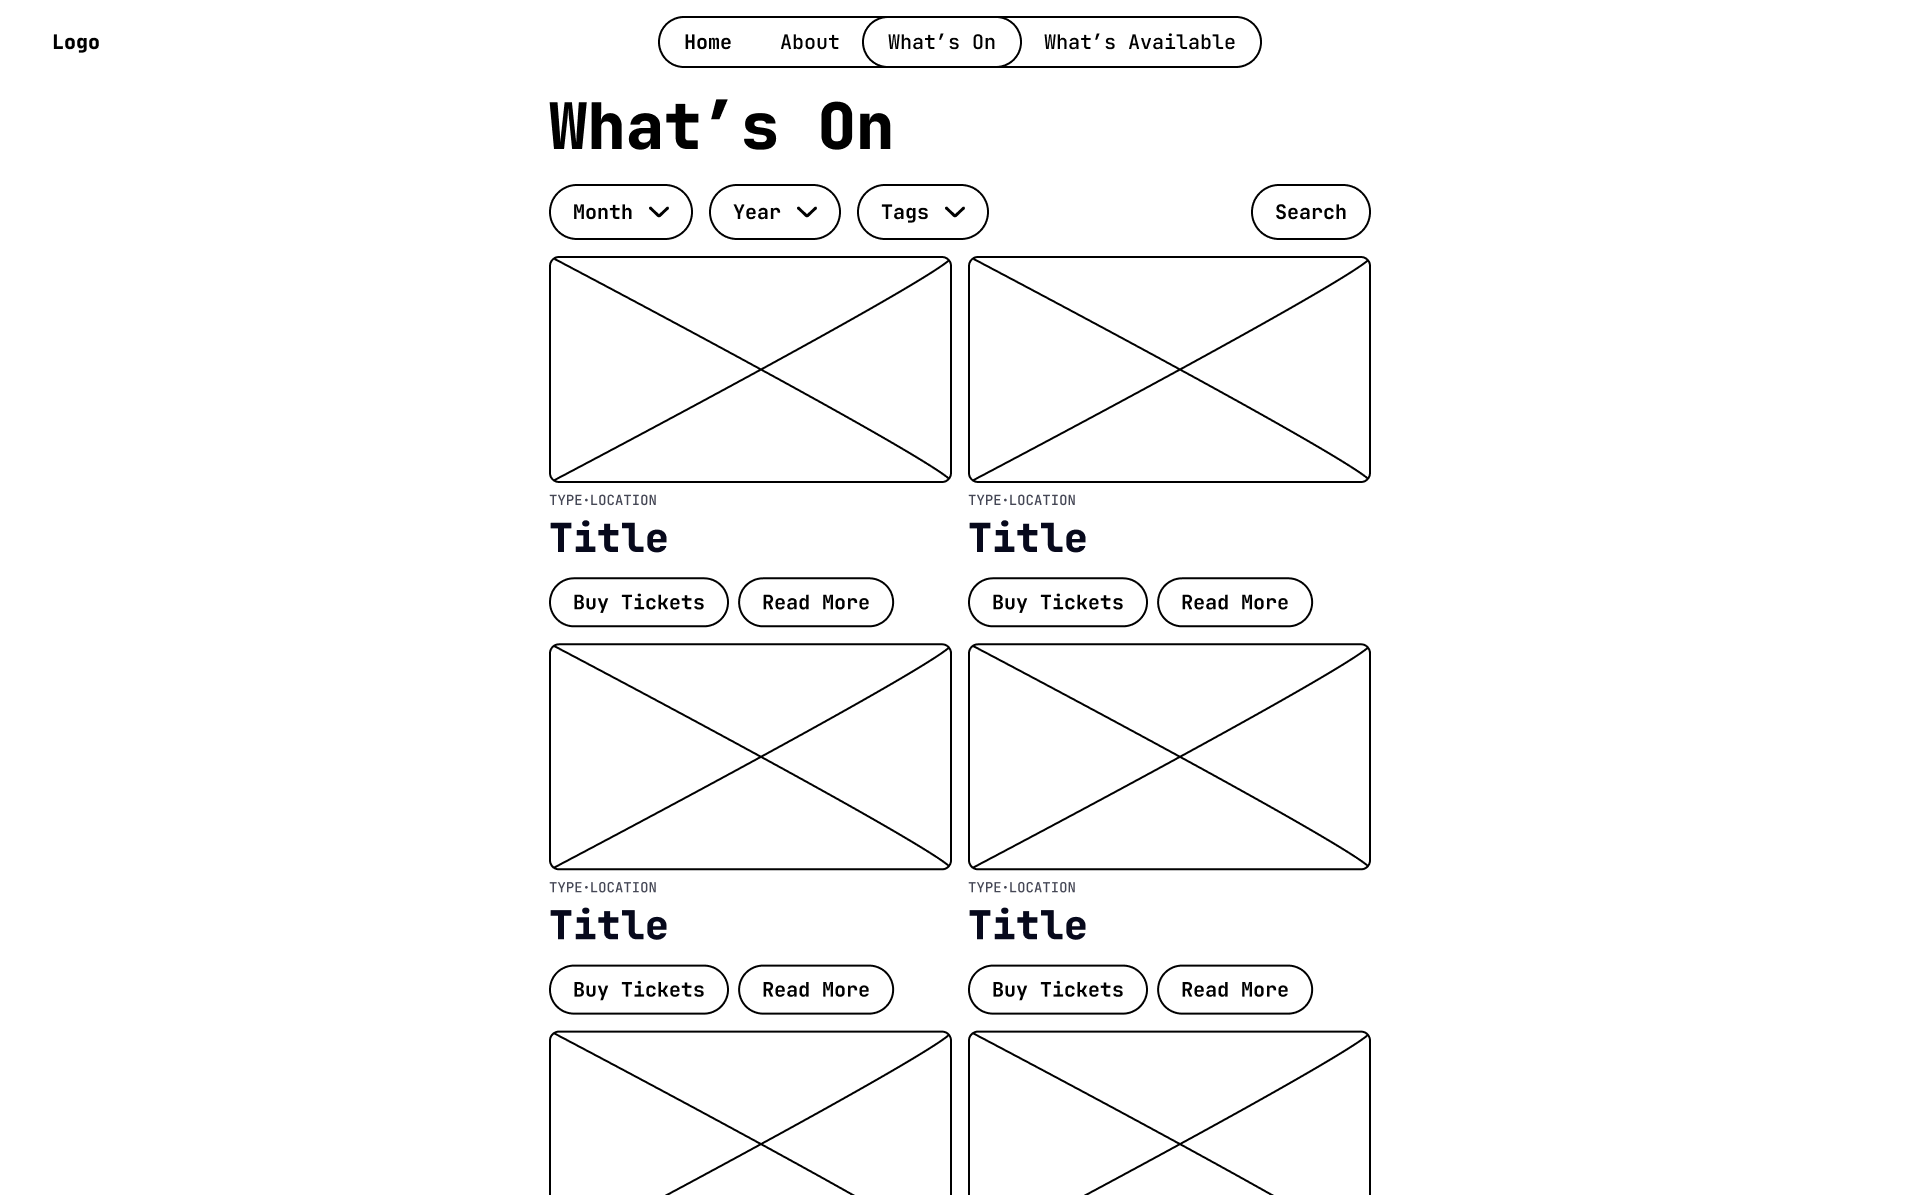 Logo
Home About What’s On What’s Available
What’s On
Month Year Tags Search
TYPE·LOCATION TYPE·LOCATION
Title Title
Buy Tickets Read More Buy Tickets Read More
TYPE·LOCATION TYPE·LOCATION
Title Title
Buy Tickets Read More Buy Tickets Read More